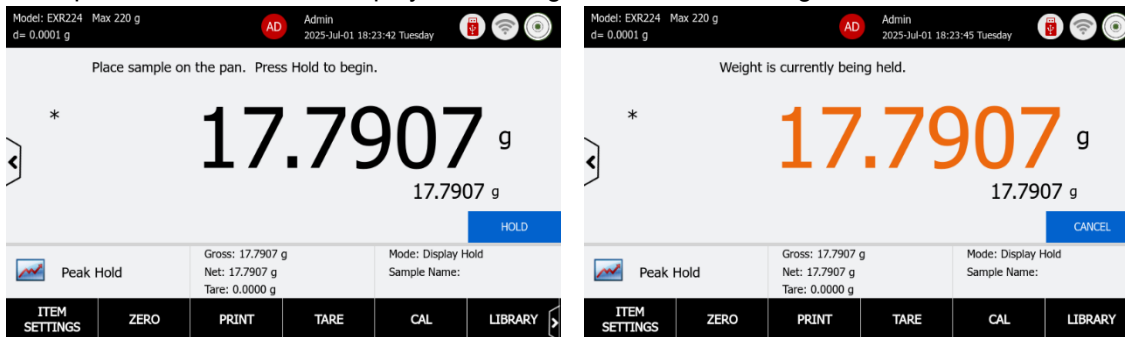 Model: EXR224 Max 220 g
d= 0.0001 g
AD
Admin
2025-Jul-01 18:23:42 Tuesday
Place sample on the pan. Press Hold to begin.
*
17.7907 g
17.7907 g
HOLD
Peak Hold
Gross: 17.7907 g
Net: 17.7907 g
Tare: 0.0000 g
Mode: Display Hold
Sample Name:
ITEM SETTINGS
ZERO
PRINT
TARE
CAL
LIBRARY
Model: EXR224 Max 220 g
d= 0.0001 g
AD
Admin
2025-Jul-01 18:23:45 Tuesday
Weight is currently being held.
*
17.7907 g
17.7907 g
CANCEL
Peak Hold
Gross: 17.7907 g
Net: 17.7907 g
Tare: 0.0000 g
Mode: Display Hold
Sample Name:
ITEM SETTINGS
ZERO
PRINT
TARE
CAL
LIBRARY